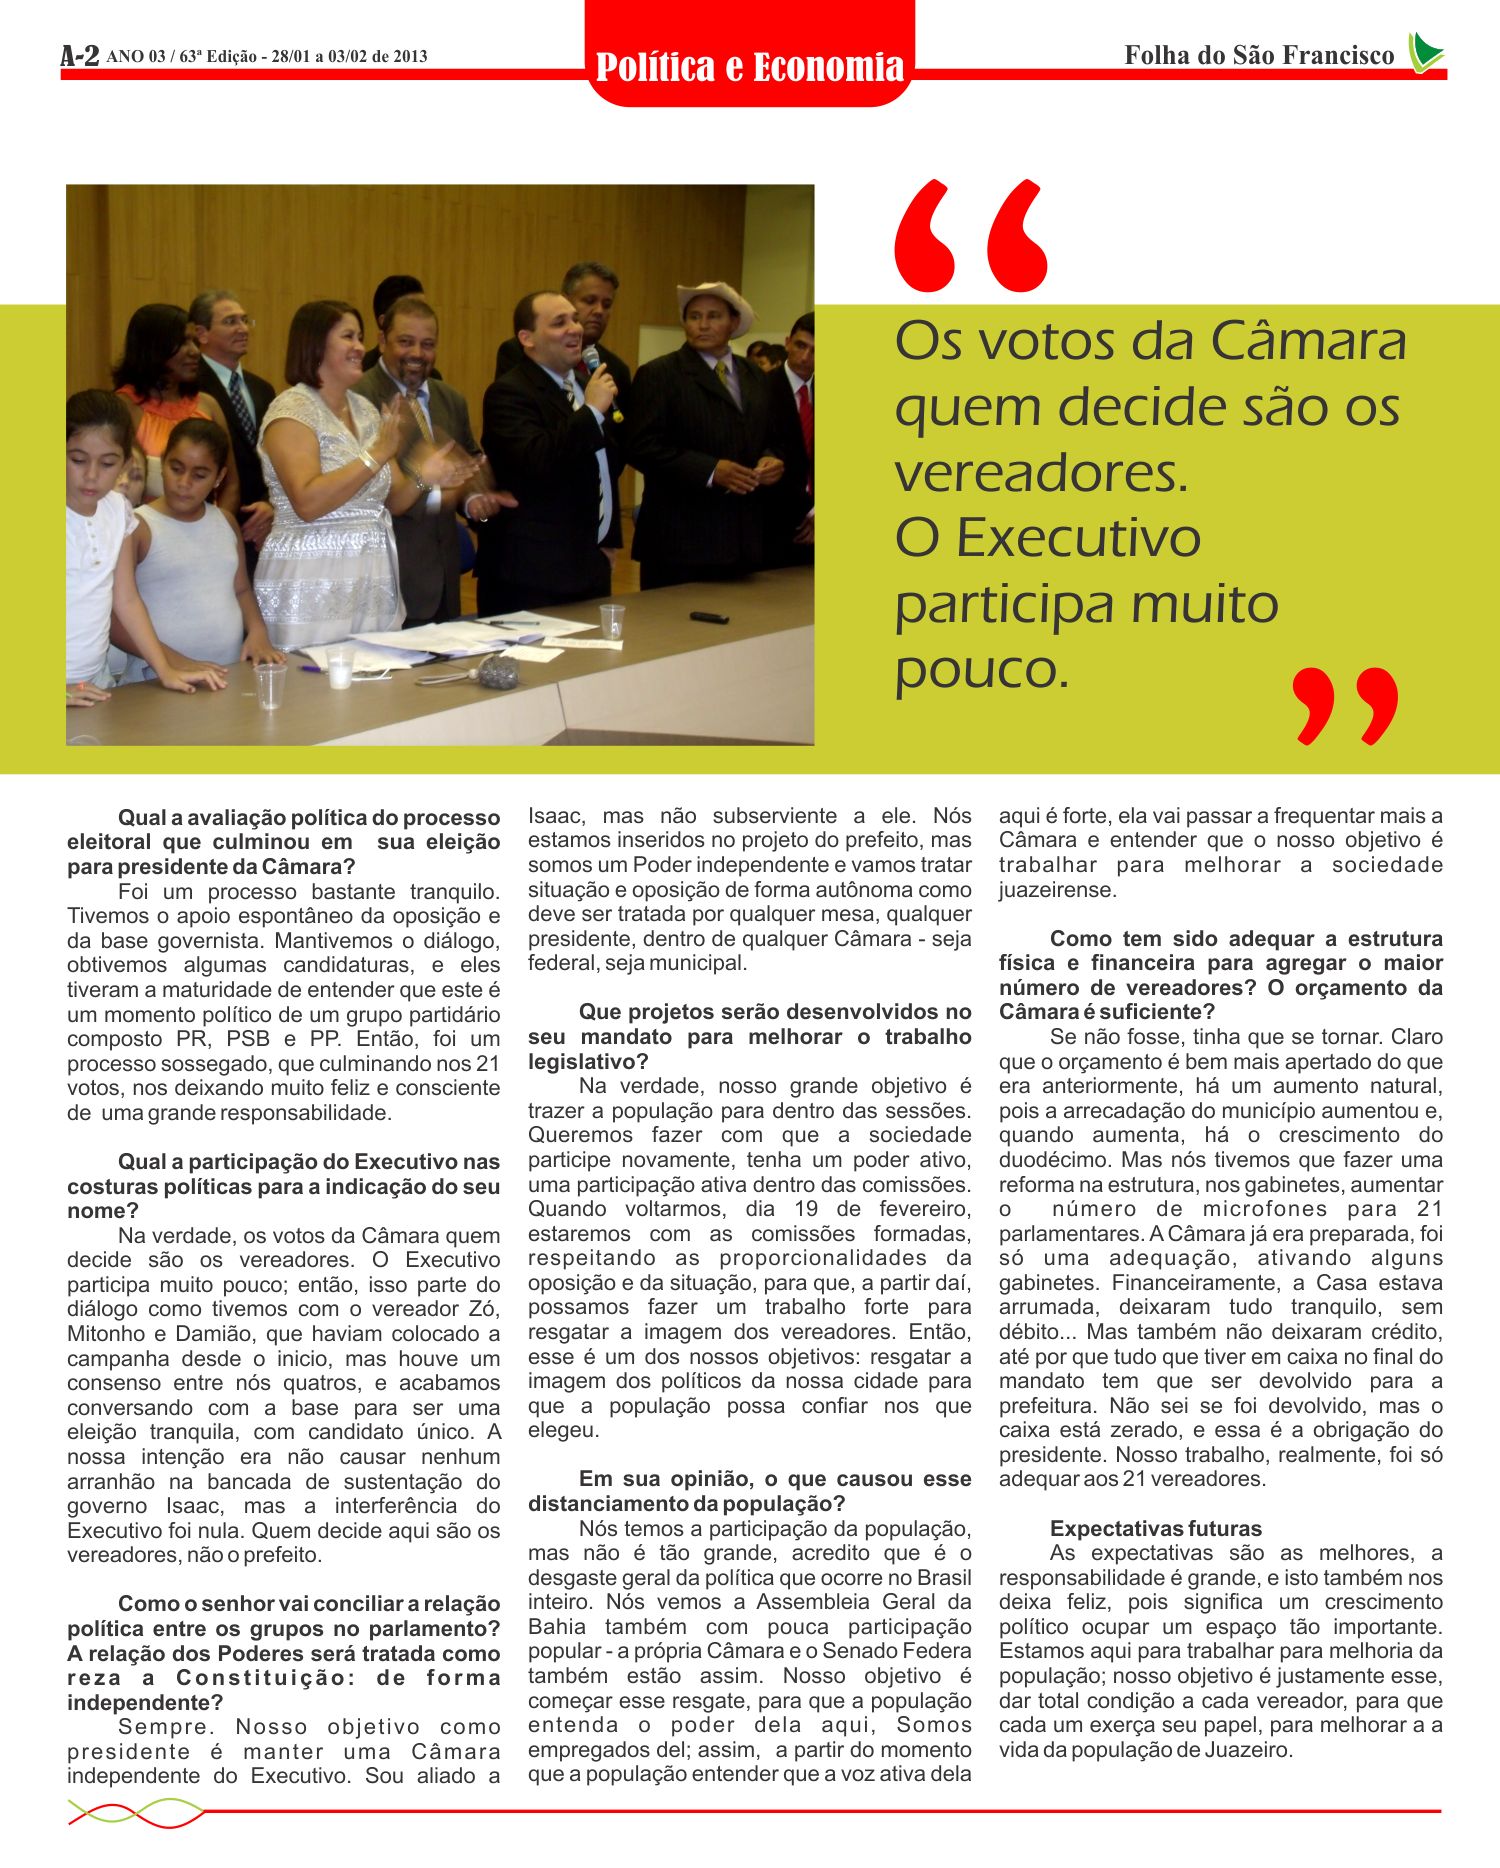 A-2 ANO 03 / 63ª Edição - 28/01 a 03/02 de 2013
Política e Economia
Folha do São Francisco
“
Os votos da Câmara
quem decide são os
vereadores.
O Executivo
participa muito
pouco.
”
Qual a avaliação política do processo
eleitoral que culminou em sua eleição
para presidente da Câmara?
Foi um processo bastante tranquilo.
Tivemos o apoio espontâneo da oposição e
da base governista. Mantivemos o diálogo,
obtivemos algumas candidaturas, e eles
tiveram a maturidade de entender que este é
um momento político de um grupo partidário
composto PR, PSB e PP. Então, foi um
processo sossegado, que culminando nos 21
votos, nos deixando muito feliz e consciente
de uma grande responsabilidade.
Qual a participação do Executivo nas
costuras políticas para a indicação do seu
nome?
Na verdade, os votos da Câmara quem
decide são os vereadores. O Executivo
participa muito pouco; então, isso parte do
diálogo como tivemos com o vereador Zó,
Mitonho e Damião, que haviam colocado a
campanha desde o inicio, mas houve um
consenso entre nós quatros, e acabamos
conversando com a base para ser uma
eleição tranquila, com candidato único. A
nossa intenção era não causar nenhum
arranhão na bancada de sustentação do
governo Isaac, mas a interferência do
Executivo foi nula. Quem decide aqui são os
vereadores, não o prefeito.
Como o senhor vai conciliar a relação
política entre os grupos no parlamento?
A relação dos Poderes será tratada como
reza a Constituição: de forma
independente?
Sempre. Nosso objetivo como
presidente é manter uma Câmara
independente do Executivo. Sou aliado a
Isaac, mas não subserviente a ele. Nós
estamos inseridos no projeto do prefeito, mas
somos um Poder independente e vamos tratar
situação e oposição de forma autônoma como
deve ser tratada por qualquer mesa, qualquer
presidente, dentro de qualquer Câmara - seja
federal, seja municipal.
Que projetos serão desenvolvidos no
seu mandato para melhorar o trabalho
legislativo?
Na verdade, nosso grande objetivo é
trazer a população para dentro das sessões.
Queremos fazer com que a sociedade
participe novamente, tenha um poder ativo,
uma participação ativa dentro das comissões.
Quando voltarmos, dia 19 de fevereiro,
estaremos com as comissões formadas,
respeitando as proporcionalidades da
oposição e da situação, para que, a partir daí,
possamos fazer um trabalho forte para
resgatar a imagem dos vereadores. Então,
esse é um dos nossos objetivos: resgatar a
imagem dos políticos da nossa cidade para
que a população possa confiar nos que
elegeu.
Em sua opinião, o que causou esse
distanciamento da população?
Nós temos a participação da população,
mas não é tão grande, acredito que é o
desgaste geral da política que ocorre no Brasil
inteiro. Nós vemos a Assembleia Geral da
Bahia também com pouca participação
popular - a própria Câmara e o Senado Federa
também estão assim. Nosso objetivo é
começar esse resgate, para que a população
entenda o poder dela aqui, Somos
empregados del; assim, a partir do momento
que a população entender que a voz ativa dela
aqui é forte, ela vai passar a frequentar mais a
Câmara e entender que o nosso objetivo é
trabalhar para melhorar a sociedade
juazeirense.
Como tem sido adequar a estrutura
física e financeira para agregar o maior
número de vereadores? O orçamento da
Câmara é suficiente?
Se não fosse, tinha que se tornar. Claro
que o orçamento é bem mais apertado do que
era anteriormente, há um aumento natural,
pois a arrecadação do município aumentou e,
quando aumenta, há o crescimento do
duodécimo. Mas nós tivemos que fazer uma
reforma na estrutura, nos gabinetes, aumentar
o número de microfones para 21
parlamentares. A Câmara já era preparada, foi
só uma adequação, ativando alguns
gabinetes. Financeiramente, a Casa estava
arrumada, deixaram tudo tranquilo, sem
débito... Mas também não deixaram crédito,
até por que tudo que tiver em caixa no final do
mandato tem que ser devolvido para a
prefeitura. Não sei se foi devolvido, mas o
caixa está zerado, e essa é a obrigação do
presidente. Nosso trabalho, realmente, foi só
adequar aos 21 vereadores.
Expectativas futuras
As expectativas são as melhores, a
responsabilidade é grande, e isto também nos
deixa feliz, pois significa um crescimento
político ocupar um espaço tão importante.
Estamos aqui para trabalhar para melhoria da
população; nosso objetivo é justamente esse,
dar total condição a cada vereador, para que
cada um exerça seu papel, para melhorar a a
vida da população de Juazeiro.